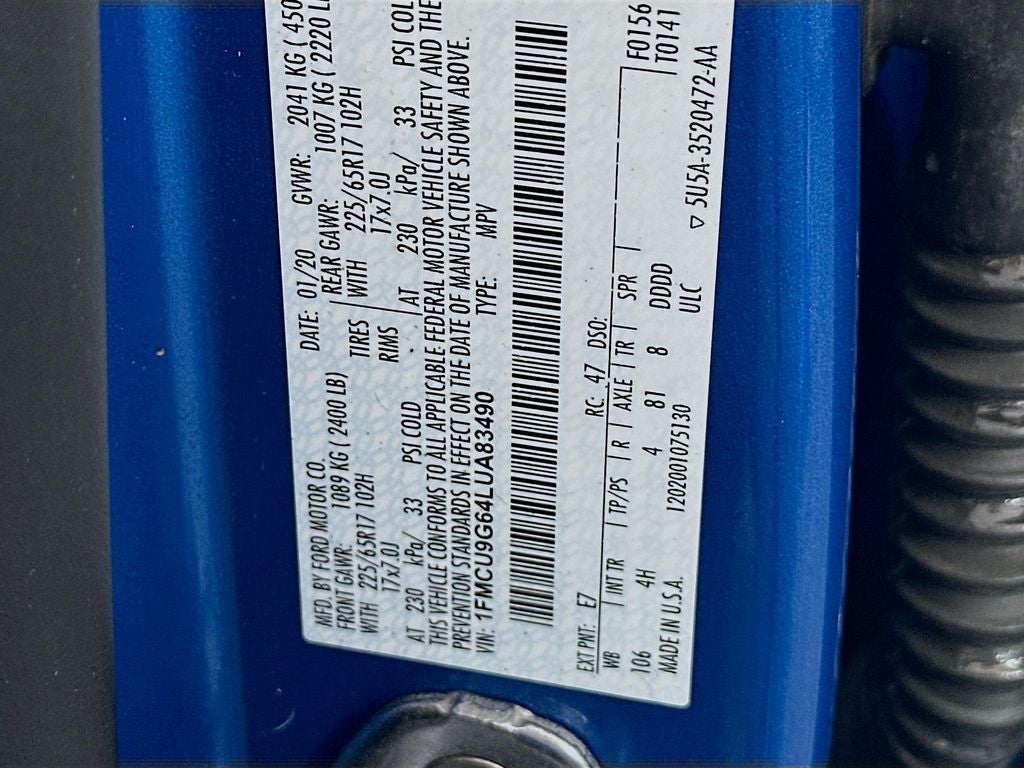 MFD. BY FORD MOTOR CO. DATE: 01/20 GVWR: 2041 KG ( 450
FRONT GAWR: 1089 KG ( 2400 LB) REAR GAWR: 1007 KG ( 2220 L
WITH 225/65R17 102H TIRES WITH 225/65R17 102H
17x7.0J RIMS 17x7.0J
AT 230 kPa/ 33 PSI COLD AT 230 kPa/ 33 PSI COL
THIS VEHICLE CONFORMS TO ALL APPLICABLE FEDERAL MOTOR VEHICLE SAFETY AND THE
PREVENTION STANDARDS IN EFFECT ON THE DATE OF MANUFACTURE SHOWN ABOVE.
VIN: 1FMCU9G64LUA83490 TYPE: MPV
EXT PNT: E7 RC: 47 DSO: F0156
WB | INT TR | TP/PS | R | AXLE | TR | SPR | T0141
106 4H 4 81 8 DDDD
MADE IN U.S.A. 1202001075130 ULC ▽ 5U5A-3520472-AA